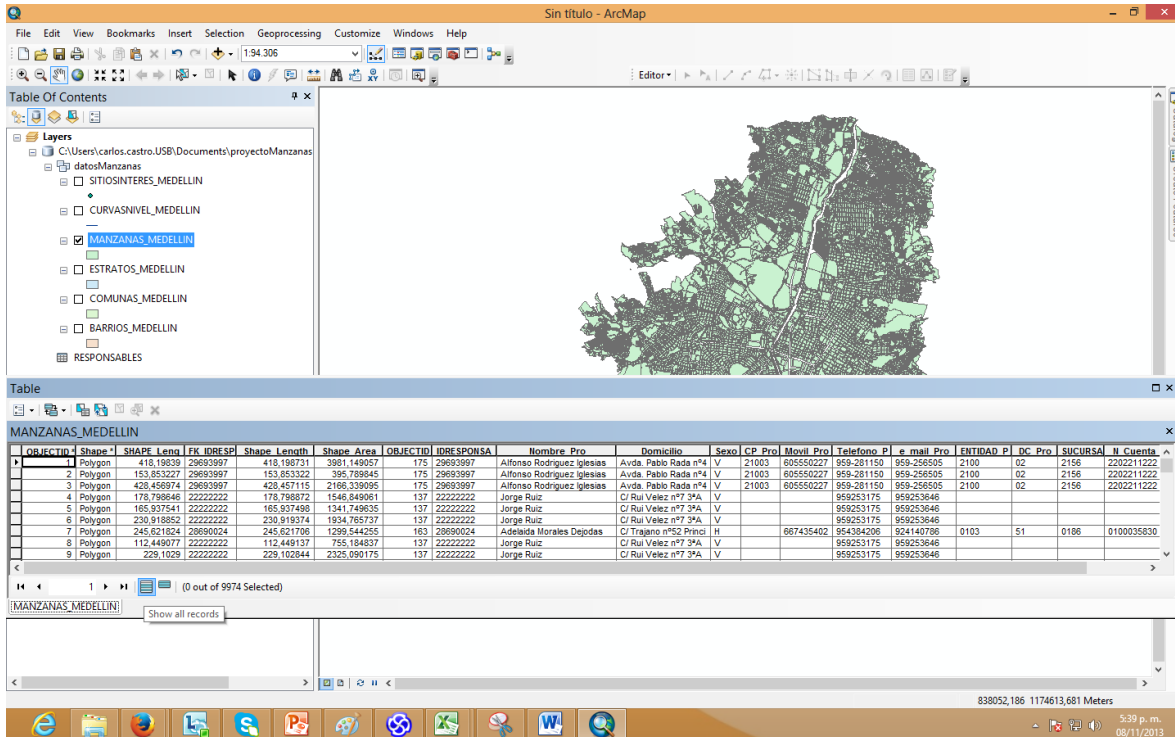 Sin título - ArcMap
File Edit View Bookmarks Insert Selection Geoprocessing Customize Windows Help
1:94.306
Editor
Table Of Contents
Layers
C:\Users\carlos.castro.USB\Documents\proyectoManzanas
datosManzanas
SITIOSINTERES_MEDELLIN
CURVASNIVEL_MEDELLIN
MANZANAS_MEDELLIN
ESTRATOS_MEDELLIN
COMUNAS_MEDELLIN
BARRIOS_MEDELLIN
RESPONSABLES
Table
MANZANAS_MEDELLIN
OBJECTID * Shape * SHAPE_Leng FK_IDRESP Shape_Length Shape_Area OBJECTID IDRESPONSA Nombre_Pro Domicilio Sexo CP_Pro Movil_Pro Telefono_P e_mail_Pro ENTIDAD_P DC_Pro SUCURSA N_Cuenta
1 Polygon 418,19839 29693997 418,198731 3981,149057 175 29693997 Alfonso Rodriguez Iglesias Avda. Pablo Rada nº4 V 21003 605550227 959-281150 959-256505 2100 02 2156 2202211222
2 Polygon 153,853227 29693997 153,853322 395,789845 175 29693997 Alfonso Rodriguez Iglesias Avda. Pablo Rada nº4 V 21003 605550227 959-281150 959-256505 2100 02 2156 2202211222
3 Polygon 428,456974 29693997 428,457115 2166,339095 175 29693997 Alfonso Rodriguez Iglesias Avda. Pablo Rada nº4 V 21003 605550227 959-281150 959-256505 2100 02 2156 2202211222
4 Polygon 178,798646 22222222 178,798872 1546,849061 137 22222222 Jorge Ruiz C/ Rui Velez nº7 3ªA V 959253175 959253646
5 Polygon 165,937541 22222222 165,937498 1341,749635 137 22222222 Jorge Ruiz C/ Rui Velez nº7 3ªA V 959253175 959253646
6 Polygon 230,918852 22222222 230,919374 1934,765737 137 22222222 Jorge Ruiz C/ Rui Velez nº7 3ªA V 959253175 959253646
7 Polygon 245,621824 28690024 245,621706 1299,544255 163 28690024 Adelaida Morales Dejodas C/ Trajano nº52 Princi H 667435402 954384206 924140786 0103 51 0186 0100035830
8 Polygon 112,449077 22222222 112,449137 755,184837 137 22222222 Jorge Ruiz C/ Rui Velez nº7 3ªA V 959253175 959253646
9 Polygon 229,1029 22222222 229,102844 2325,090175 137 22222222 Jorge Ruiz C/ Rui Velez nº7 3ªA V 959253175 959253646
1 (0 out of 9974 Selected)
MANZANAS_MEDELLIN
Show all records
838052,186 1174613,681 Meters
5:39 p. m.
08/11/2013